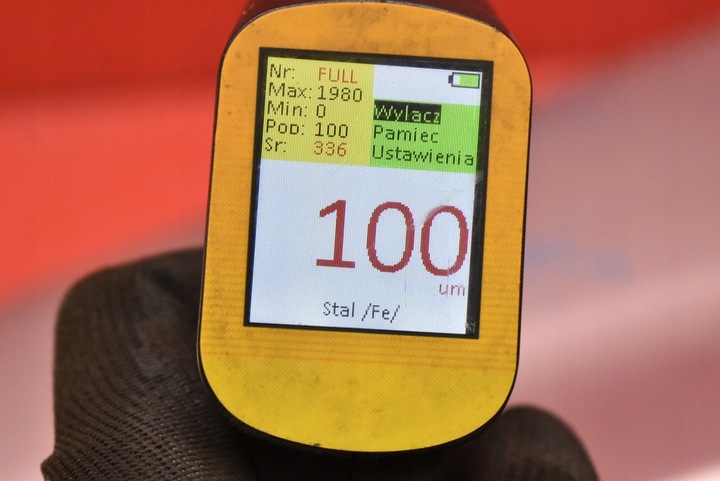 Nr: FULL
Max: 1980
Min: 0
Pop: 100
Sr: 336
Wylacz
Pamiec
Ustawienia
100
um
Stal /Fe/